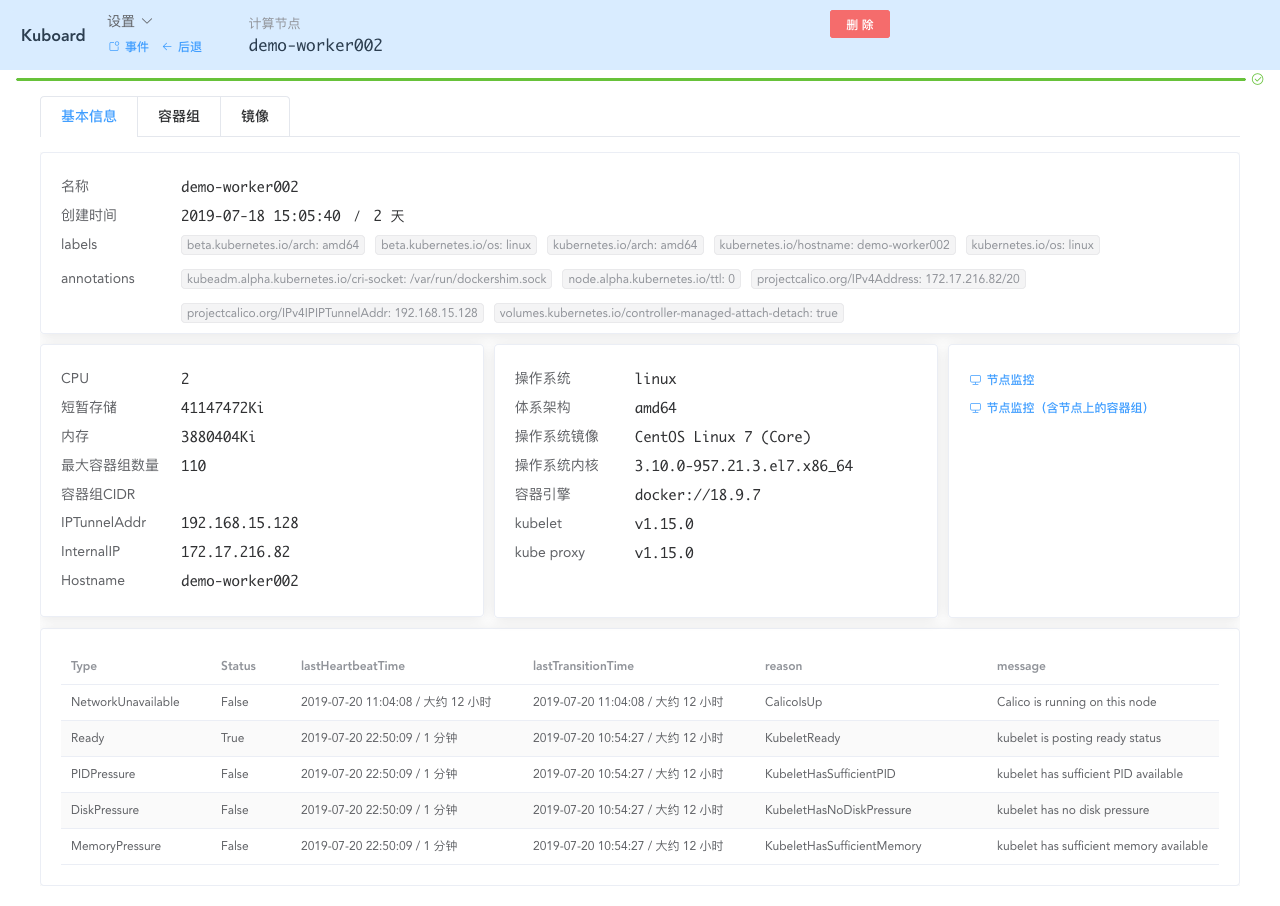 Kuboard
设置
事件 后退
计算节点
demo-worker002
删 除
基本信息 容器组 镜像
名称 demo-worker002
创建时间 2019-07-18 15:05:40 / 2 天
labels beta.kubernetes.io/arch: amd64 beta.kubernetes.io/os: linux kubernetes.io/arch: amd64 kubernetes.io/hostname: demo-worker002 kubernetes.io/os: linux
annotations kubeadm.alpha.kubernetes.io/cri-socket: /var/run/dockershim.sock node.alpha.kubernetes.io/ttl: 0 projectcalico.org/IPv4Address: 172.17.216.82/20
projectcalico.org/IPv4IPIPTunnelAddr: 192.168.15.128 volumes.kubernetes.io/controller-managed-attach-detach: true
CPU 2
短暂存储 41147472Ki
内存 3880404Ki
最大容器组数量 110
容器组CIDR
IPTunnelAddr 192.168.15.128
InternalIP 172.17.216.82
Hostname demo-worker002
操作系统 linux
体系架构 amd64
操作系统镜像 CentOS Linux 7 (Core)
操作系统内核 3.10.0-957.21.3.el7.x86_64
容器引擎 docker://18.9.7
kubelet v1.15.0
kube proxy v1.15.0
节点监控
节点监控（含节点上的容器组）
Type Status lastHeartbeatTime lastTransitionTime reason message
NetworkUnavailable False 2019-07-20 11:04:08 / 大约 12 小时 2019-07-20 11:04:08 / 大约 12 小时 CalicoIsUp Calico is running on this node
Ready True 2019-07-20 22:50:09 / 1 分钟 2019-07-20 10:54:27 / 大约 12 小时 KubeletReady kubelet is posting ready status
PIDPressure False 2019-07-20 22:50:09 / 1 分钟 2019-07-20 10:54:27 / 大约 12 小时 KubeletHasSufficientPID kubelet has sufficient PID available
DiskPressure False 2019-07-20 22:50:09 / 1 分钟 2019-07-20 10:54:27 / 大约 12 小时 KubeletHasNoDiskPressure kubelet has no disk pressure
MemoryPressure False 2019-07-20 22:50:09 / 1 分钟 2019-07-20 10:54:27 / 大约 12 小时 KubeletHasSufficientMemory kubelet has sufficient memory available